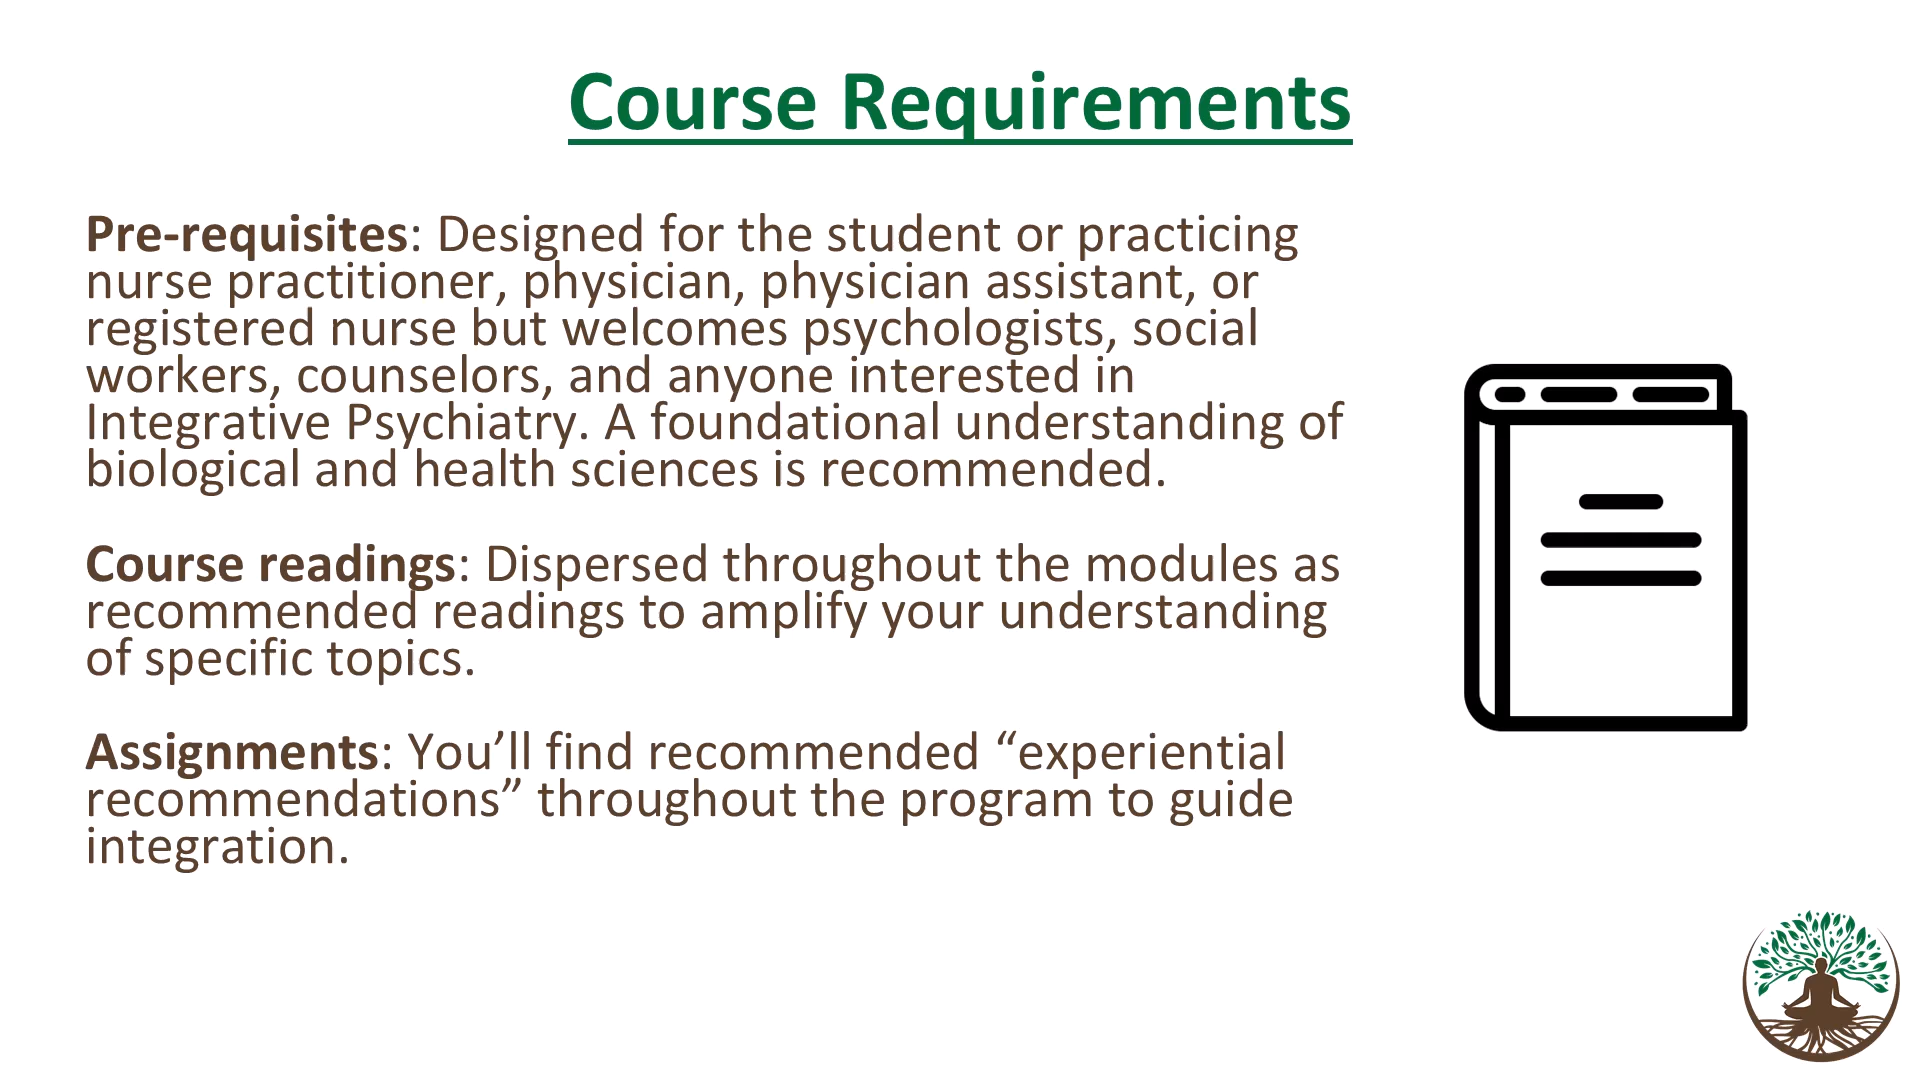 Course Requirements
Pre-requisites: Designed for the student or practicing
nurse practitioner, physician, physician assistant, or
registered nurse but welcomes psychologists, social
workers, counselors, and anyone interested in
Integrative Psychiatry. A foundational understanding of
biological and health sciences is recommended.
Course readings: Dispersed throughout the modules as
recommended readings to amplify your understanding
of specific topics.
Assignments: You’ll find recommended “experiential
recommendations” throughout the program to guide
integration.